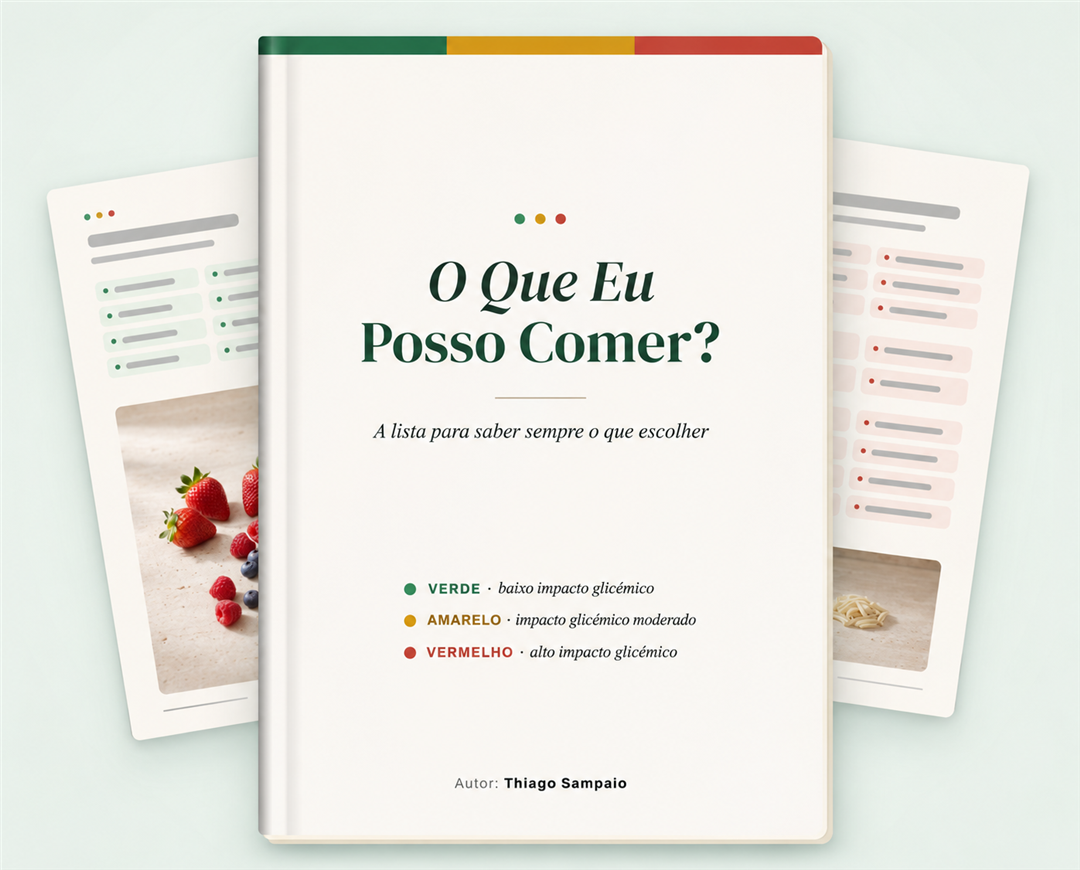 O Que Eu
Posso Comer?
A lista para saber sempre o que escolher
VERDE · baixo impacto glicémico
AMARELO · impacto glicémico moderado
VERMELHO · alto impacto glicémico
Autor: Thiago Sampaio